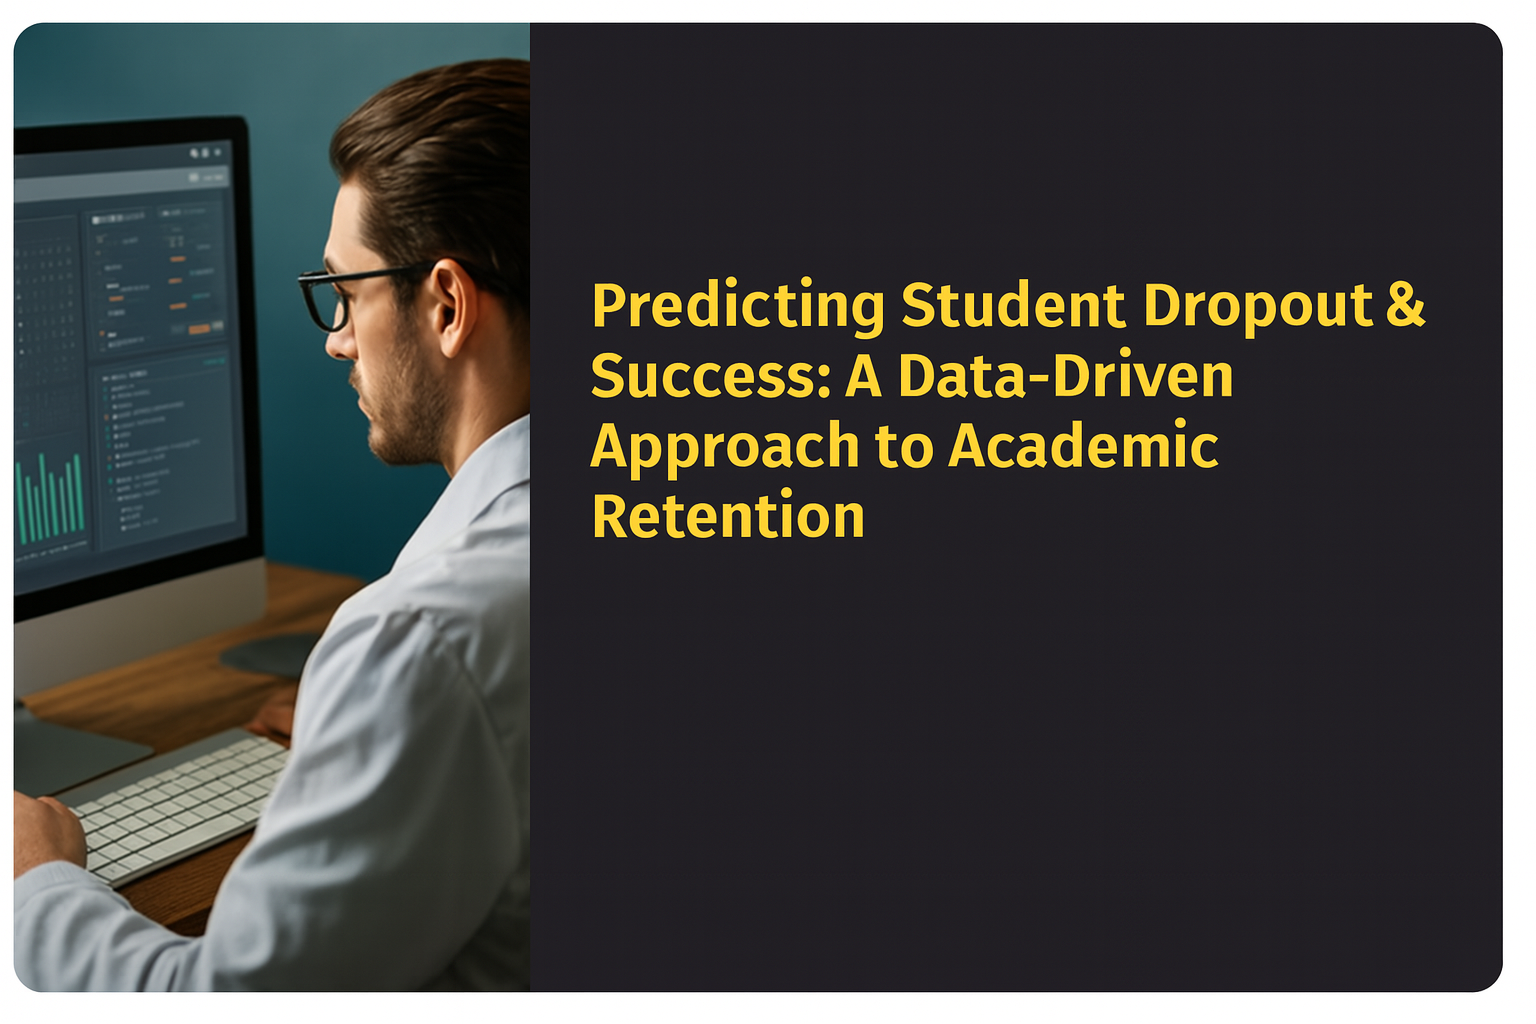 Predicting Student Dropout &
Success: A Data-Driven
Approach to Academic
Retention